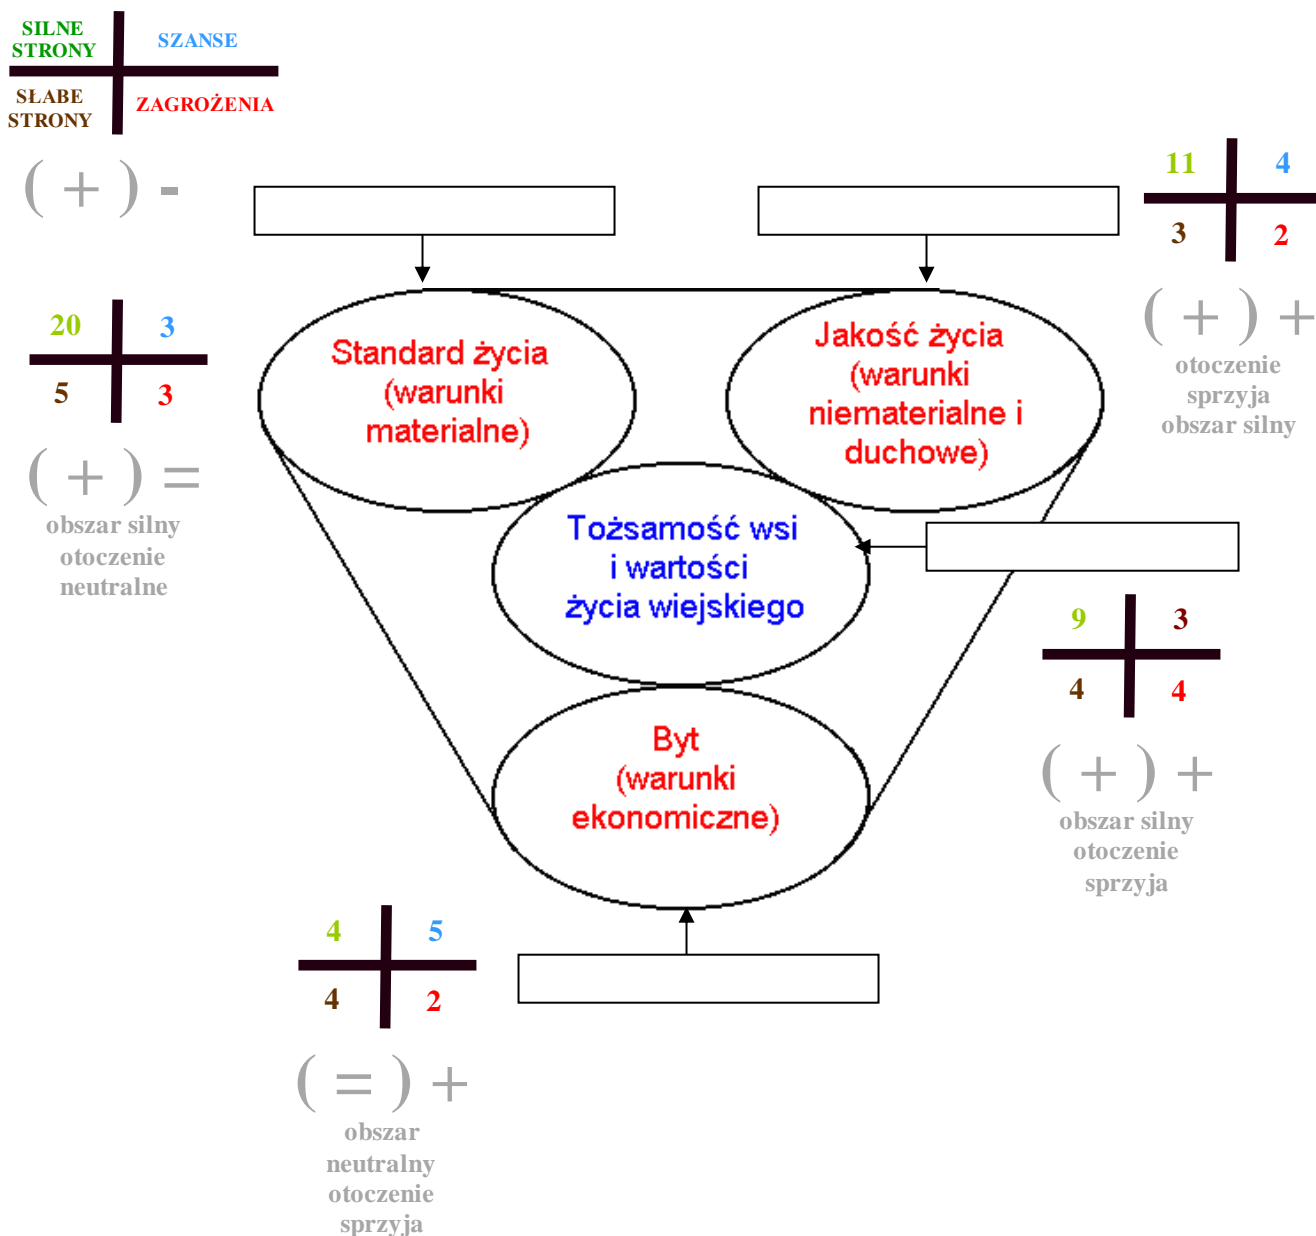 SILNE
STRONY
SZANSE
SŁABE
STRONY
ZAGROŻENIA
( + ) -
11 4
3 2
( + ) +
otoczenie
sprzyja
obszar silny
20 3
5 3
( + ) =
obszar silny
otoczenie
neutralne
Standard życia
(warunki
materialne)
Jakość życia
(warunki
niematerialne i
duchowe)
Tożsamość wsi
i wartości
życia wiejskiego
9 3
4 4
( + ) +
obszar silny
otoczenie
sprzyja
Byt
(warunki
ekonomiczne)
4 5
4 2
( = ) +
obszar
neutralny
otoczenie
sprzyja